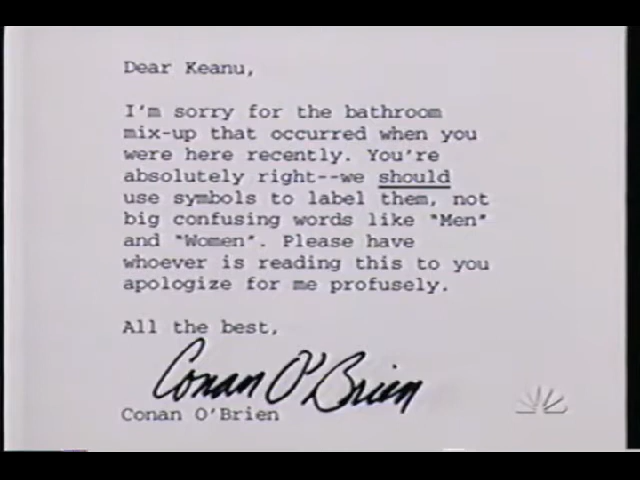 Dear Keanu,
I'm sorry for the bathroom
mix-up that occurred when you
were here recently. You're
absolutely right--we should
use symbols to label them, not
big confusing words like "Men"
and "Women". Please have
whoever is reading this to you
apologize for me profusely.
All the best,
Conan O'Brien
Conan O'Brien